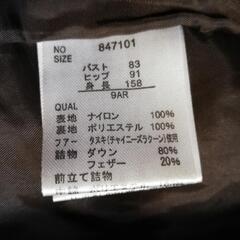 NO 847101
SIZE
バスト 83
ヒップ 91
身長 158
9AR
QUAL
表地 ナイロン 100%
裏地 ポリエステル 100%
ファー タヌキ(チャイニーズラクーン)使用
詰物 ダウン 80%
フェザー 20%
前立て詰物